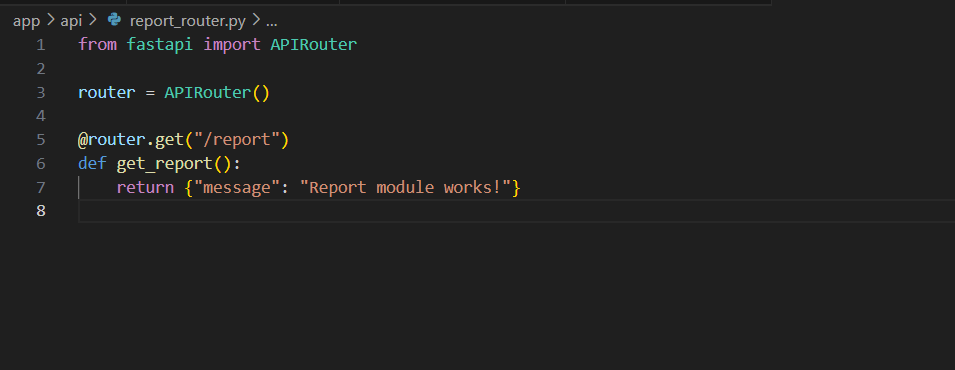 app > api > report_router.py > ...
1 from fastapi import APIRouter
2
3 router = APIRouter()
4
5 @router.get("/report")
6 def get_report():
7     return {"message": "Report module works!"}
8